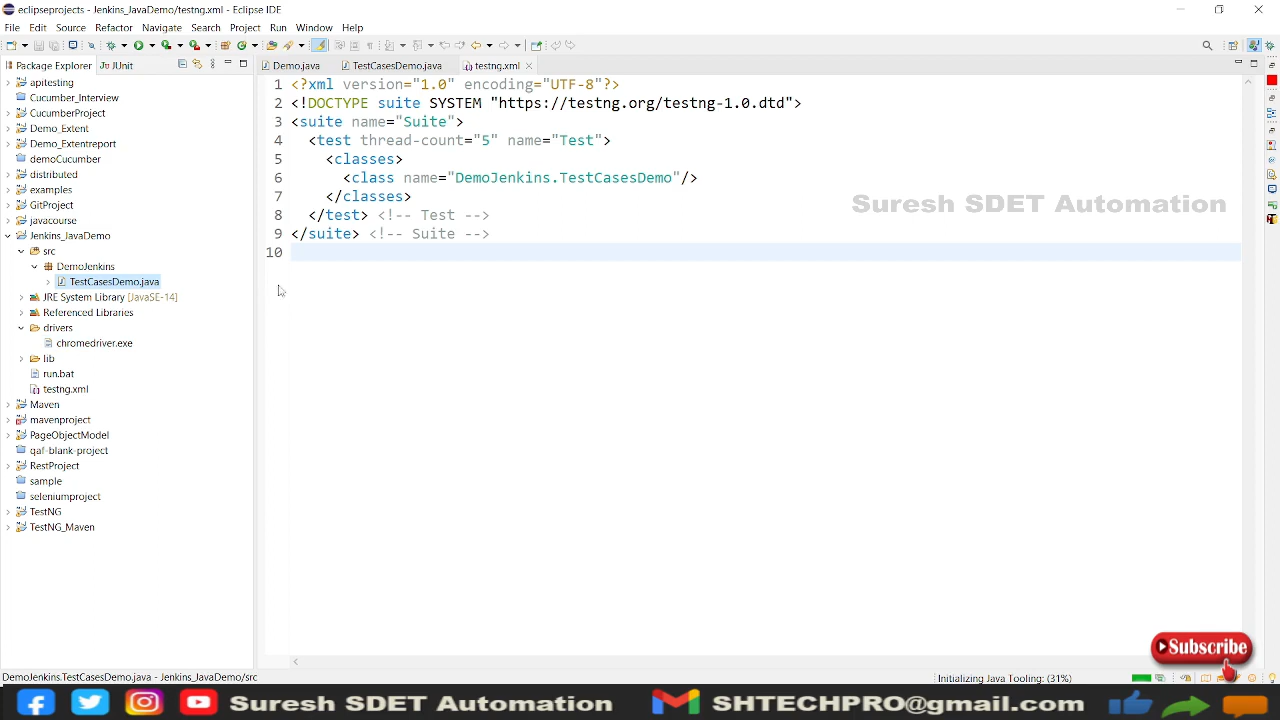 eclipseprojects - Jenkins_JavaDemo/testng.xml - Eclipse IDE
File Edit Source Refactor Navigate Search Project Run Window Help
Package Explorer JUnit
Demo.java TestCasesDemo.java testng.xml
apitesting
Cucumber_Interview
CucumberProject
Demo_Extent
Demo_Extentreport
demoCucumber
distributed
examples
GitProject
javacourse
Jenkins_JavaDemo
src
DemoJenkins
TestCasesDemo.java
JRE System Library [JavaSE-14]
Referenced Libraries
drivers
chromedriver.exe
lib
run.bat
testng.xml
Maven
mavenproject
PageObjectModel
qaf-blank-project
RestProject
sample
seleniumproject
TestNG
TestNG_Maven
1 <?xml version="1.0" encoding="UTF-8"?>
2 <!DOCTYPE suite SYSTEM "https://testng.org/testng-1.0.dtd">
3 <suite name="Suite">
4 <test thread-count="5" name="Test">
5 <classes>
6 <class name="DemoJenkins.TestCasesDemo"/>
7 </classes>
8 </test> <!-- Test -->
9 </suite> <!-- Suite -->
10
Suresh SDET Automation
Subscribe
DemoJenkins.TestCasesDemo.java - Jenkins_JavaDemo/src
Initializing Java Tooling: (31%)
Suresh SDET Automation
SHTECHPRO@gmail.com